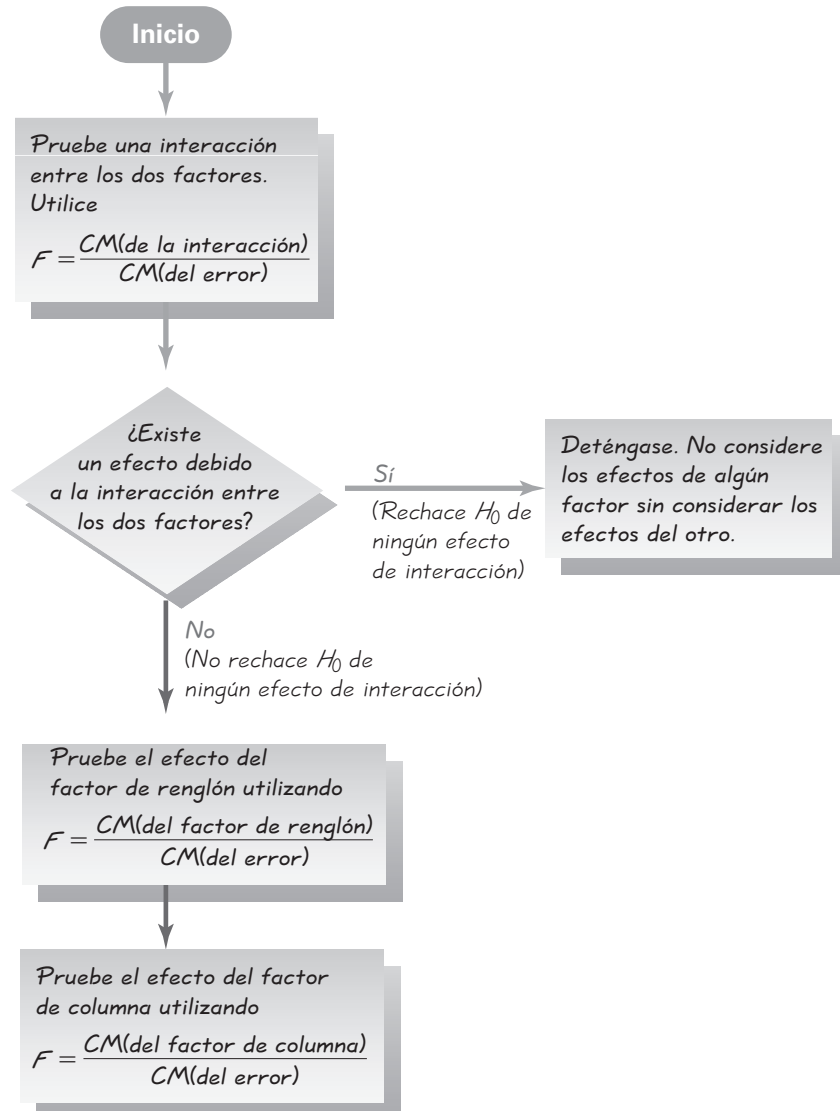 Inicio
Pruebe una interacción
entre los dos factores.
Utilice
F = CM(de la interacción)
CM(del error)
¿Existe
un efecto debido
a la interacción entre
los dos factores?
Sí
(Rechace H0 de
ningún efecto
de interacción)
Deténgase. No considere
los efectos de algún
factor sin considerar los
efectos del otro.
No
(No rechace H0 de
ningún efecto de interacción)
Pruebe el efecto del
factor de renglón utilizando
F = CM(del factor de renglón)
CM(del error)
Pruebe el efecto del factor
de columna utilizando
F = CM(del factor de columna)
CM(del error)